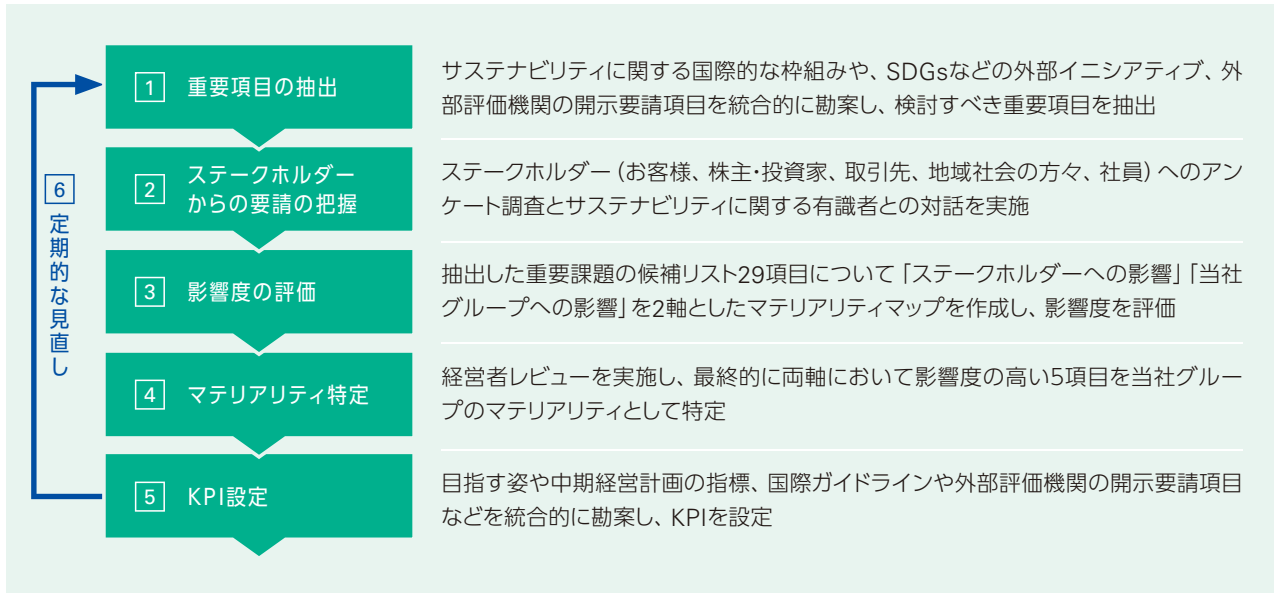 1 重要項目の抽出
サステナビリティに関する国際的な枠組みや、SDGsなどの外部イニシアティブ、外
部評価機関の開示要請項目を統合的に勘案し、検討すべき重要項目を抽出
2 ステークホルダー
からの要請の把握
ステークホルダー（お客様、株主・投資家、取引先、地域社会の方々、社員）へのアン
ケート調査とサステナビリティに関する有識者との対話を実施
3 影響度の評価
抽出した重要課題の候補リスト29項目について「ステークホルダーへの影響」「当社
グループへの影響」を2軸としたマテリアリティマップを作成し、影響度を評価
4 マテリアリティ特定
経営者レビューを実施し、最終的に両軸において影響度の高い5項目を当社グルー
プのマテリアリティとして特定
5 KPI設定
目指す姿や中期経営計画の指標、国際ガイドラインや外部評価機関の開示要請項目
などを統合的に勘案し、KPIを設定
6 定期的な見直し